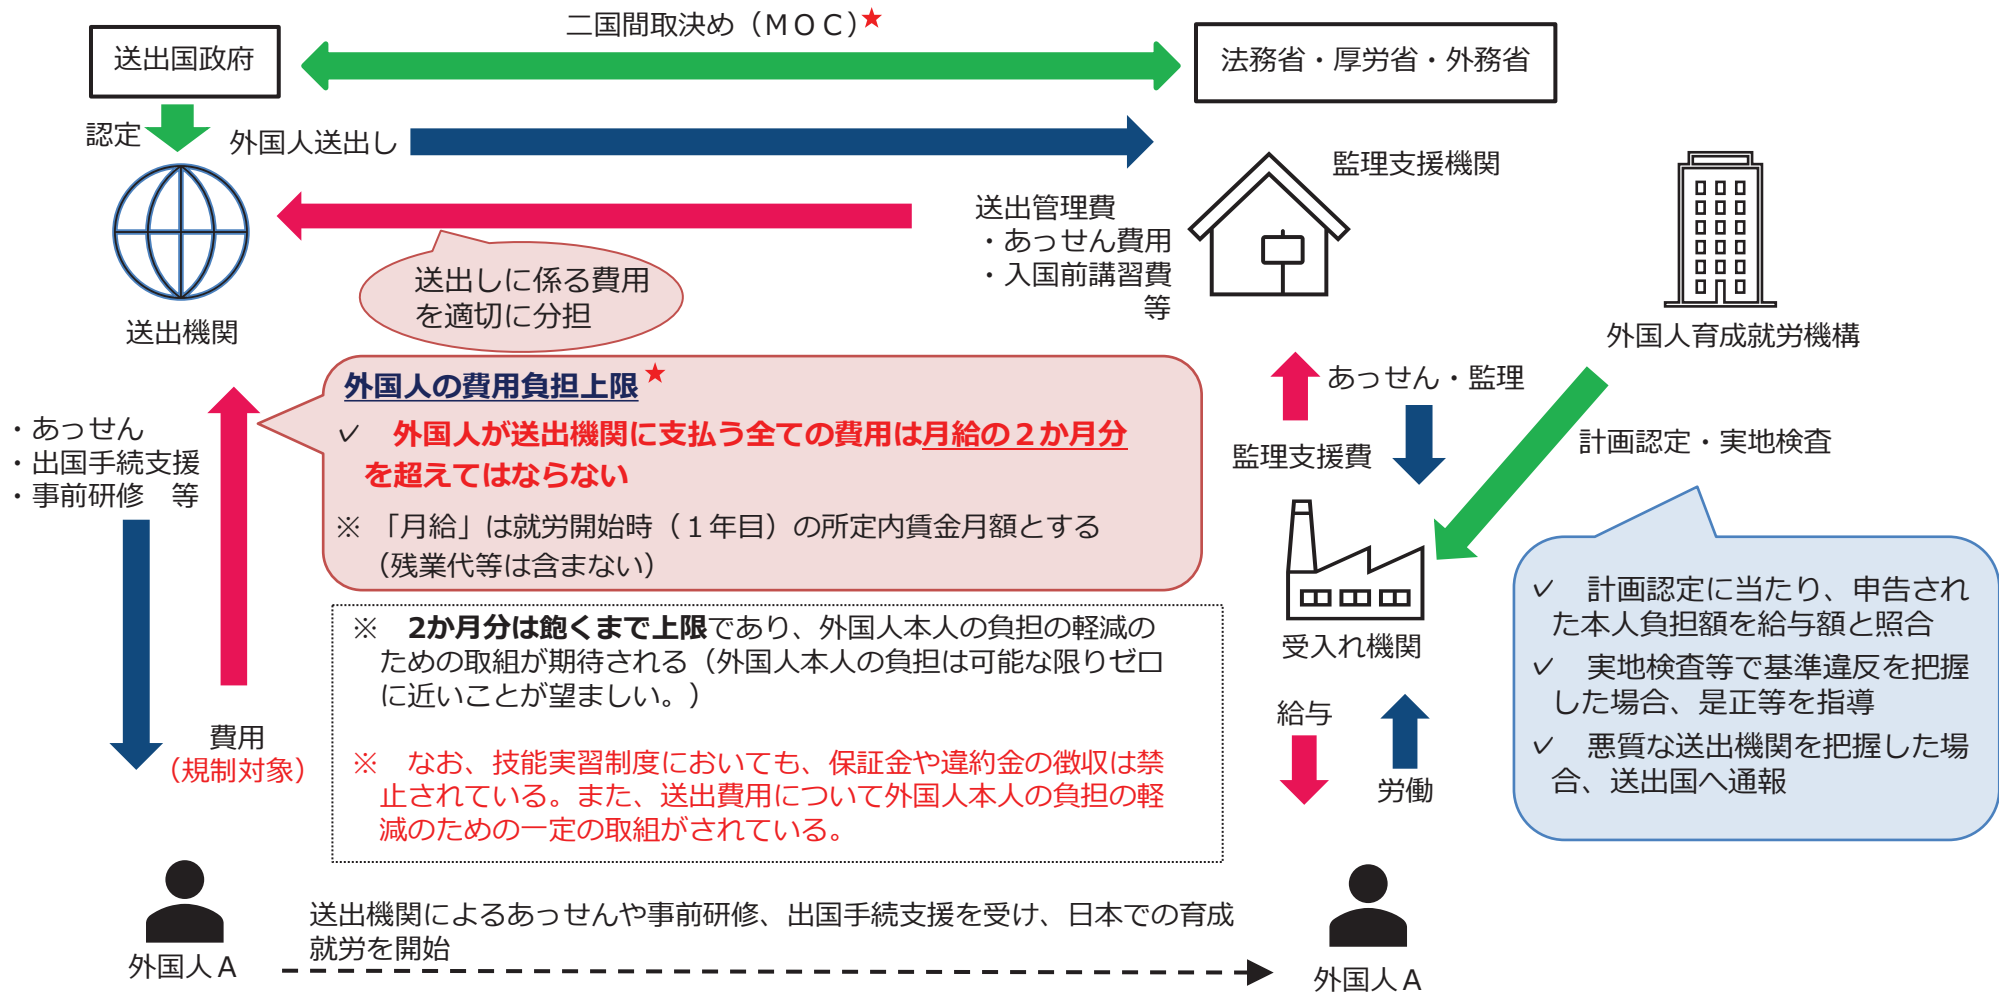 二国間取決め（ＭＯＣ）★
送出国政府
法務省・厚労省・外務省
認定
外国人送出し
監理支援機関
送出管理費
・あっせん費用
・入国前講習費
等
送出しに係る費用
を適切に分担
送出機関
外国人育成就労機構
外国人の費用負担上限★
✓　外国人が送出機関に支払う全ての費用は月給の２か月分
を超えてはならない
※　「月給」は就労開始時（１年目）の所定内賃金月額とする
（残業代等は含まない）
・あっせん
・出国手続支援
・事前研修　等
あっせん・監理
監理支援費
計画認定・実地検査
受入れ機関
※　2か月分は飽くまで上限であり、外国人本人の負担の軽減の
ための取組が期待される（外国人本人の負担は可能な限りゼロ
に近いことが望ましい。）
※　なお、技能実習制度においても、保証金や違約金の徴収は禁
止されている。また、送出費用について外国人本人の負担の軽
減のための一定の取組がされている。
✓　計画認定に当たり、申告され
た本人負担額を給与額と照合
✓　実地検査等で基準違反を把握
した場合、是正等を指導
✓　悪質な送出機関を把握した場
合、送出国へ通報
費用
（規制対象）
給与
労働
送出機関によるあっせんや事前研修、出国手続支援を受け、日本での育成
就労を開始
外国人Ａ
外国人Ａ